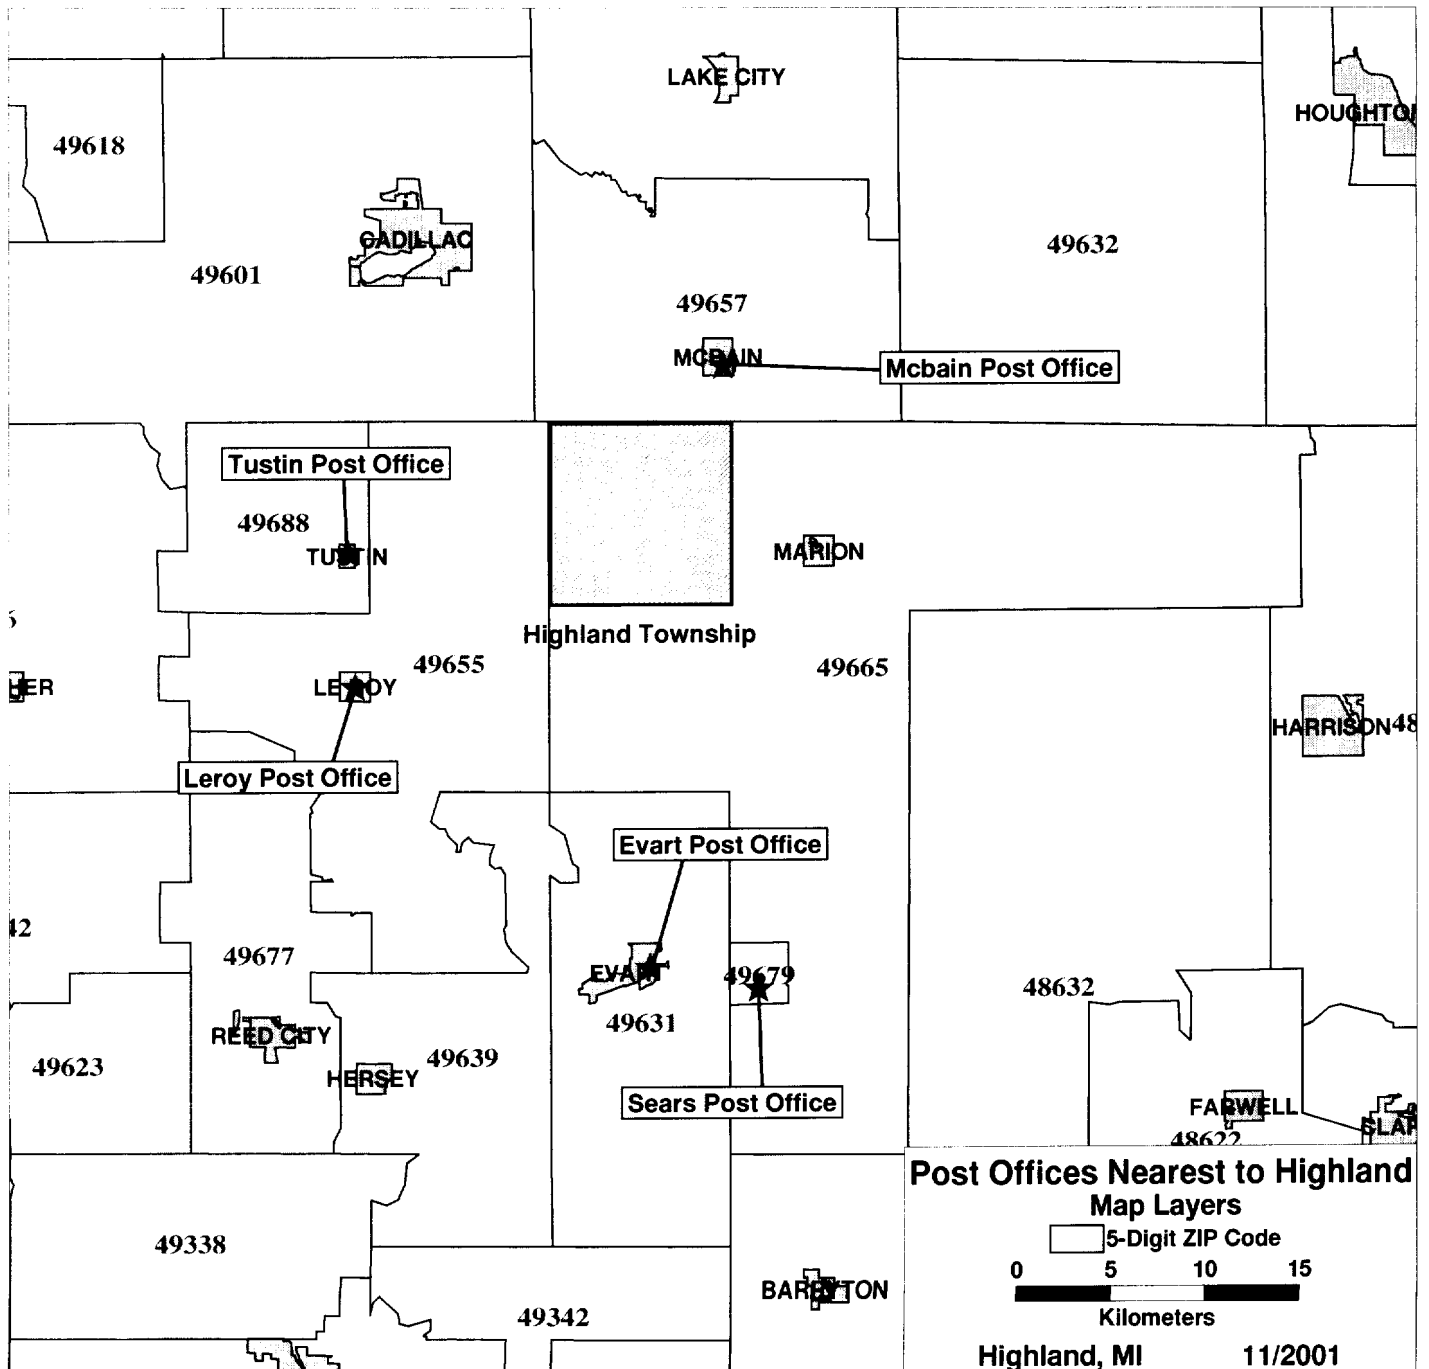 LAKE CITY
49618
CADILLAC
49601
49632
49657
MCBAIN
Mcbain Post Office
Tustin Post Office
49688
TUSTIN
MARION
Highland Township
49655
49665
LEROY
HARRISON
48
Leroy Post Office
Evart Post Office
42
49677
EVART
49679
48632
49631
REED CITY
49623
49639
HERSEY
Sears Post Office
FARWELL
48622
Post Offices Nearest to Highland
Map Layers
5-Digit ZIP Code
49338
0 5 10 15
Kilometers
BARRYTON
49342
Highland, MI 11/2001